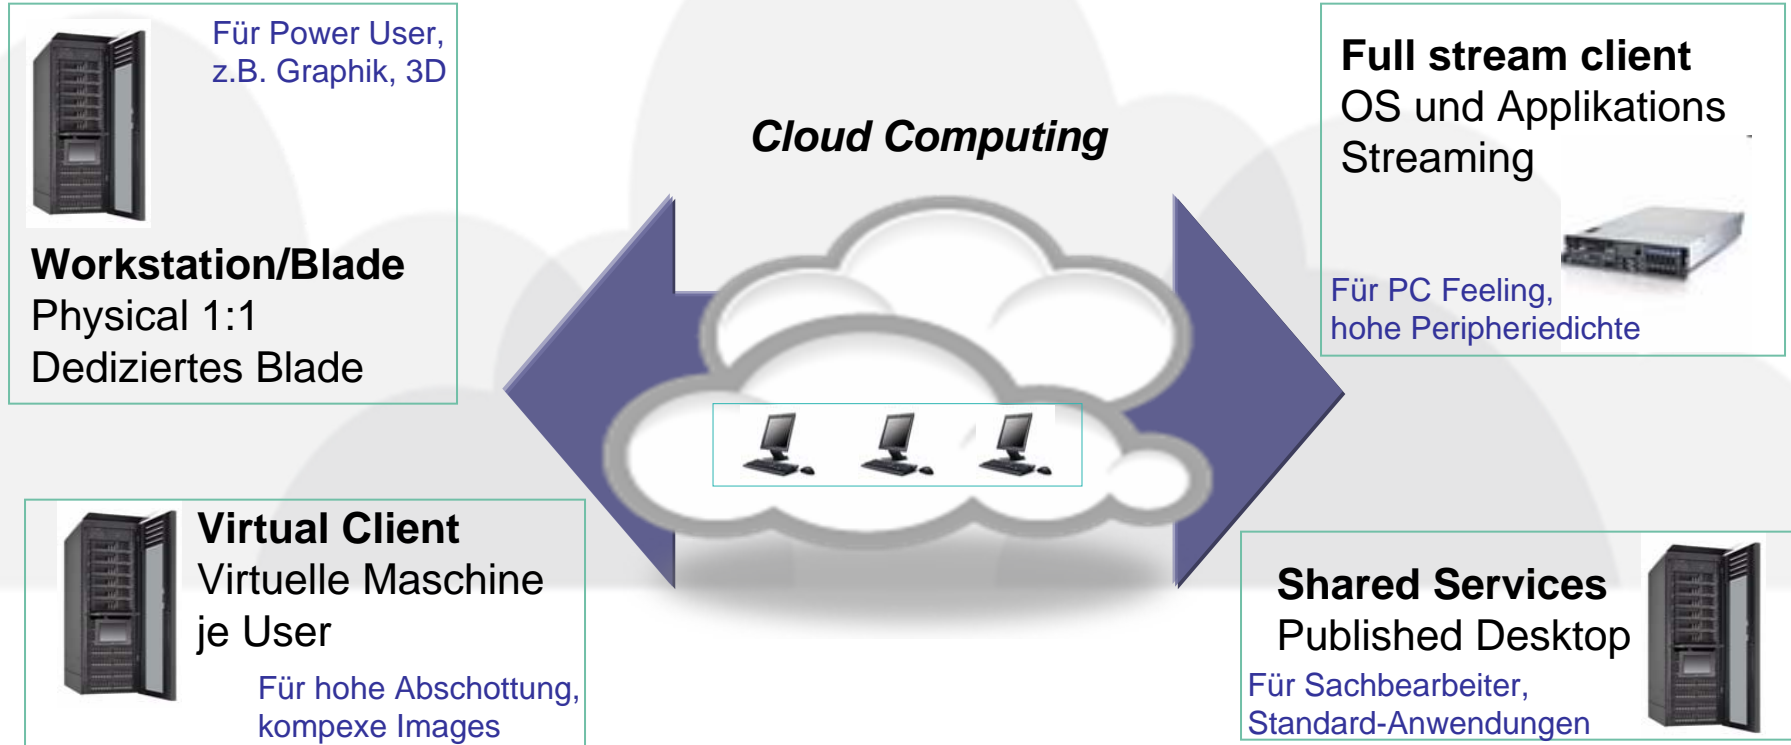 Für Power User,
z.B. Graphik, 3D
Workstation/Blade
Physical 1:1
Dediziertes Blade
Cloud Computing
Full stream client
OS und Applikations
Streaming
Für PC Feeling,
hohe Peripheriedichte
Virtual Client
Virtuelle Maschine
je User
Für hohe Abschottung,
kompexe Images
Shared Services
Published Desktop
Für Sachbearbeiter,
Standard-Anwendungen